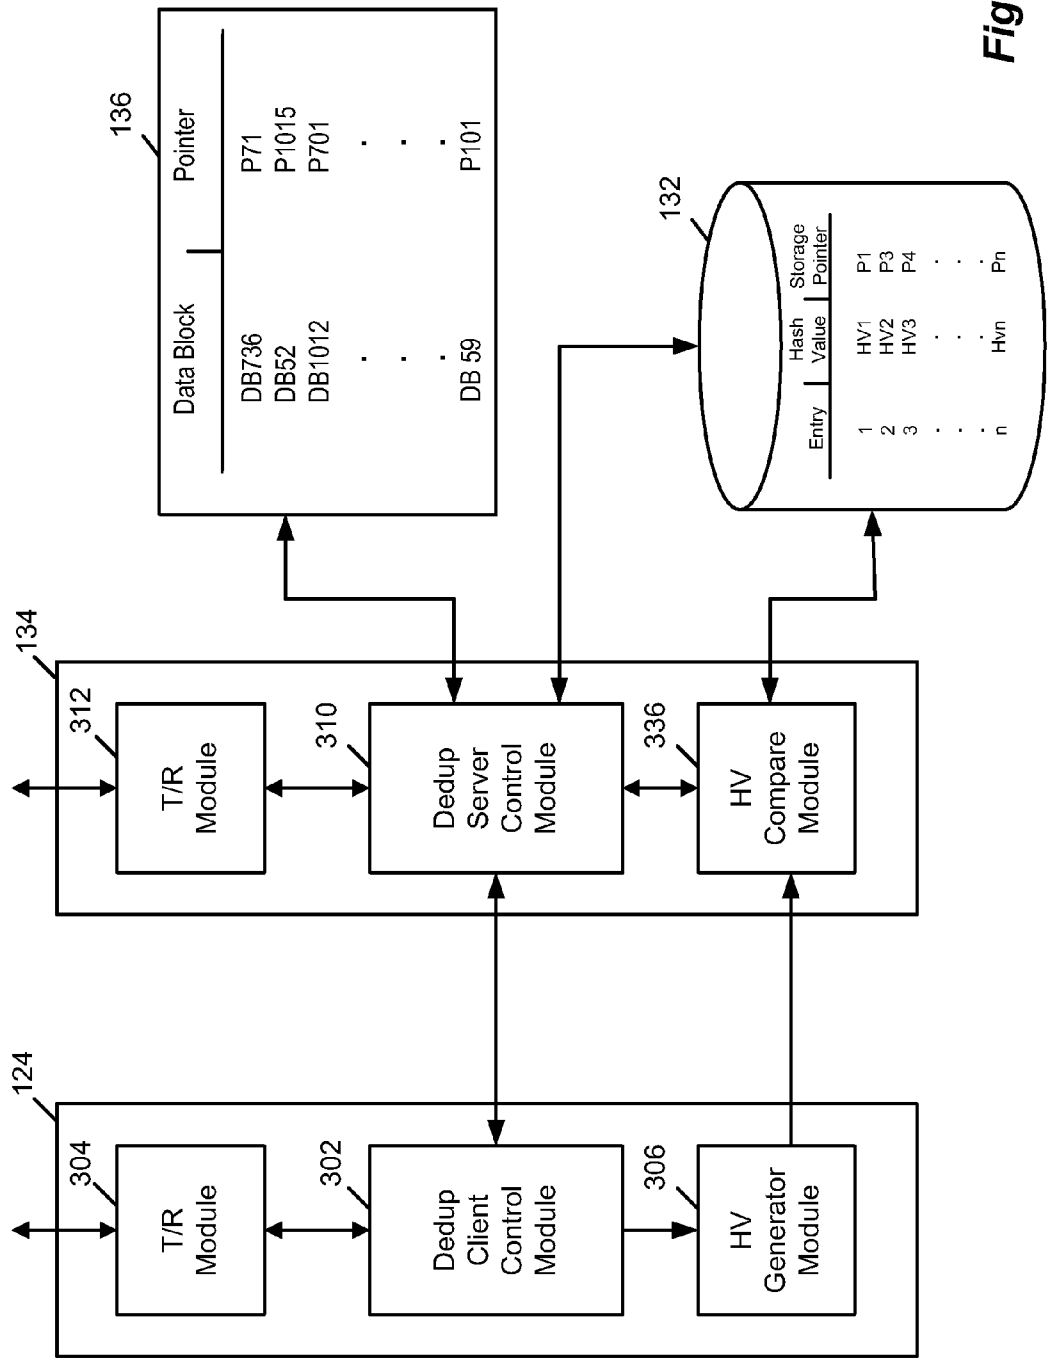 124
304
T/R
Module
302
Dedup
Client
Control
Module
306
HV
Generator
Module
134
312
T/R
Module
310
Dedup
Server
Control
Module
336
HV
Compare
Module
136
Data Block Pointer
DB736 P71
DB52 P1015
DB1012 P701
. .
. .
. .
DB 59 P101
132
Entry Hash Value Storage Pointer
1 HV1 P1
2 HV2 P3
3 HV3 P4
. . .
. . .
. . .
n Hvn Pn
Fig